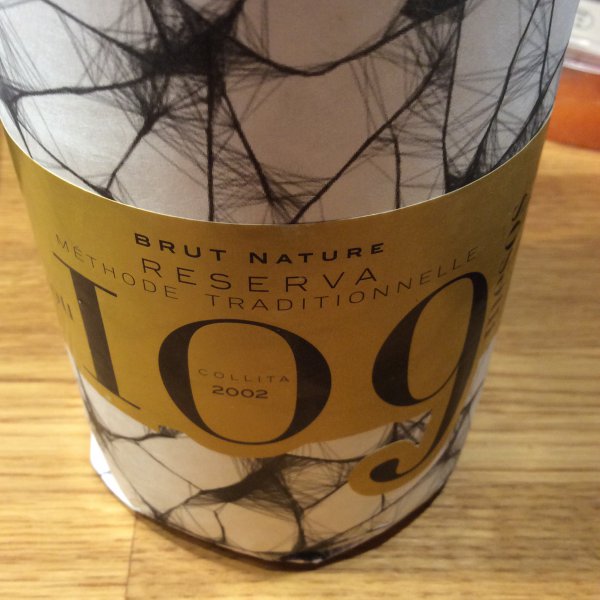 BRUT NATURE
RESERVA
MÉTHODE TRADITIONNELLE
109
COLLITA
2002